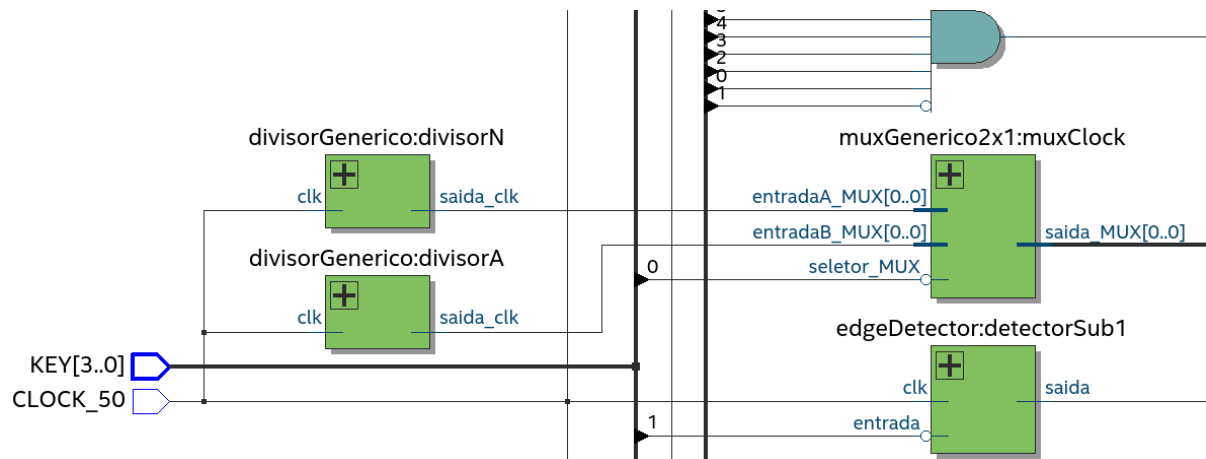 4
3
2
0
1
divisorGenerico:divisorN
muxGenerico2x1:muxClock
clk
saida_clk
entradaA_MUX[0..0]
entradaB_MUX[0..0]
saida_MUX[0..0]
divisorGenerico:divisorA
0
seletor_MUX
clk
saida_clk
edgeDetector:detectorSub1
KEY[3..0]
clk
saida
CLOCK_50
1
entrada